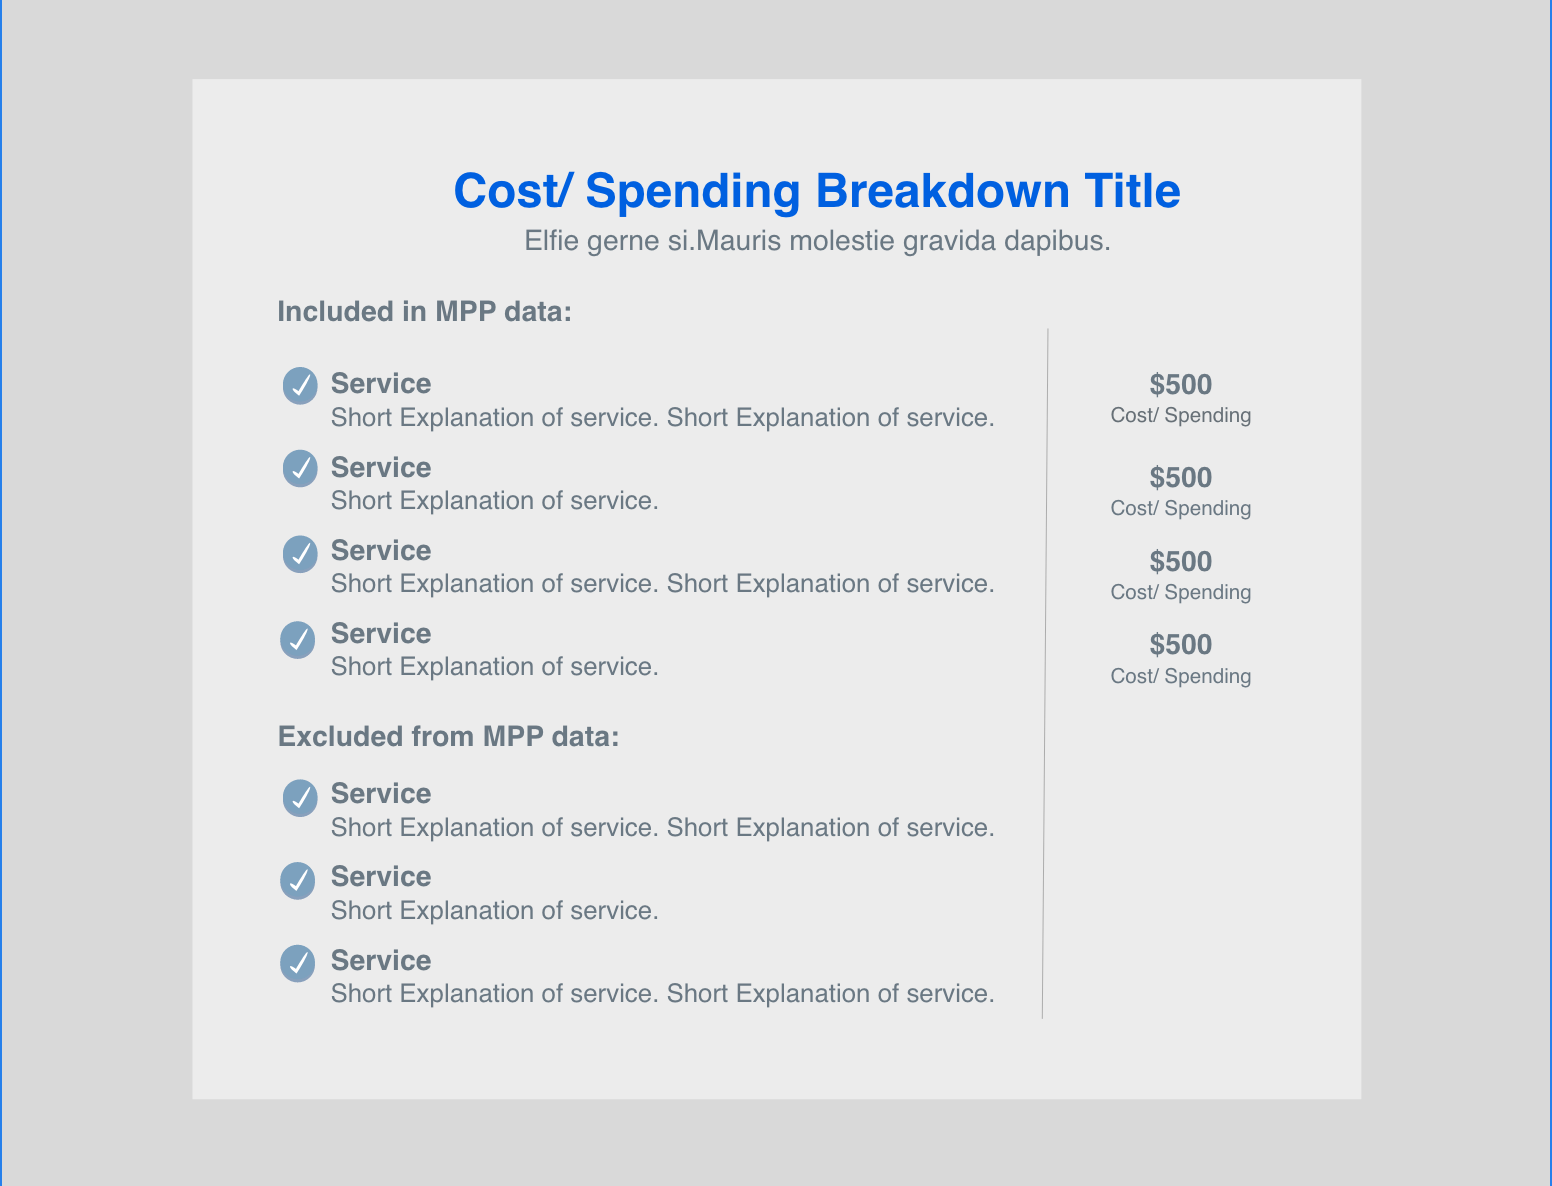 Cost/ Spending Breakdown Title
Elfie gerne si.Mauris molestie gravida dapibus.
Included in MPP data:
Service
Short Explanation of service. Short Explanation of service.
$500
Cost/ Spending
Service
Short Explanation of service.
$500
Cost/ Spending
Service
Short Explanation of service. Short Explanation of service.
$500
Cost/ Spending
Service
Short Explanation of service.
$500
Cost/ Spending
Excluded from MPP data:
Service
Short Explanation of service. Short Explanation of service.
Service
Short Explanation of service.
Service
Short Explanation of service. Short Explanation of service.